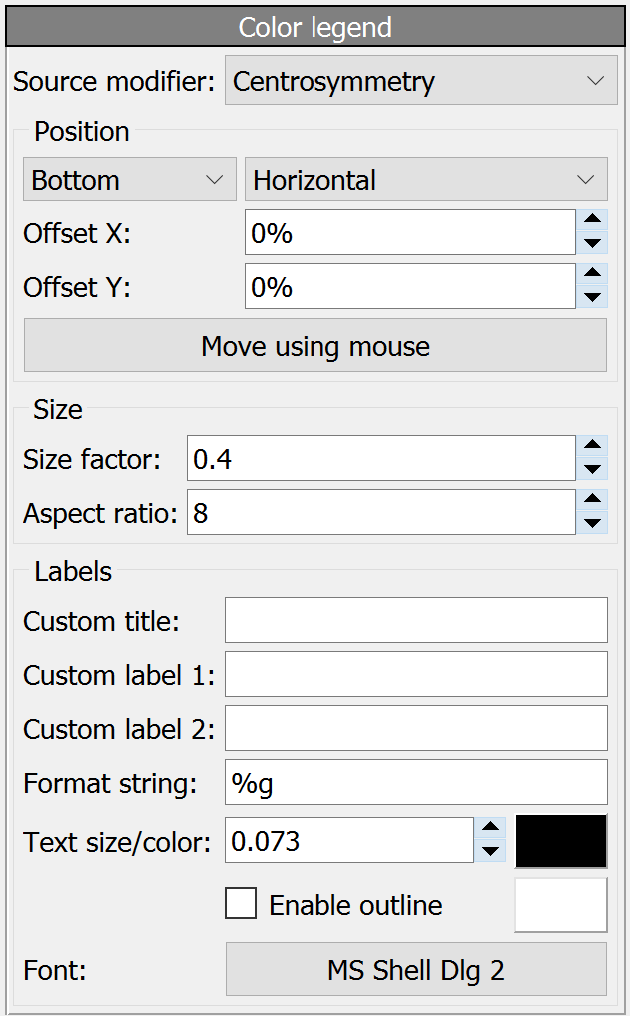 Color legend
Source modifier: Centrosymmetry
Position
Bottom Horizontal
Offset X: 0%
Offset Y: 0%
Move using mouse
Size
Size factor: 0.4
Aspect ratio: 8
Labels
Custom title:
Custom label 1:
Custom label 2:
Format string: %g
Text size/color: 0.073
Enable outline
Font: MS Shell Dlg 2